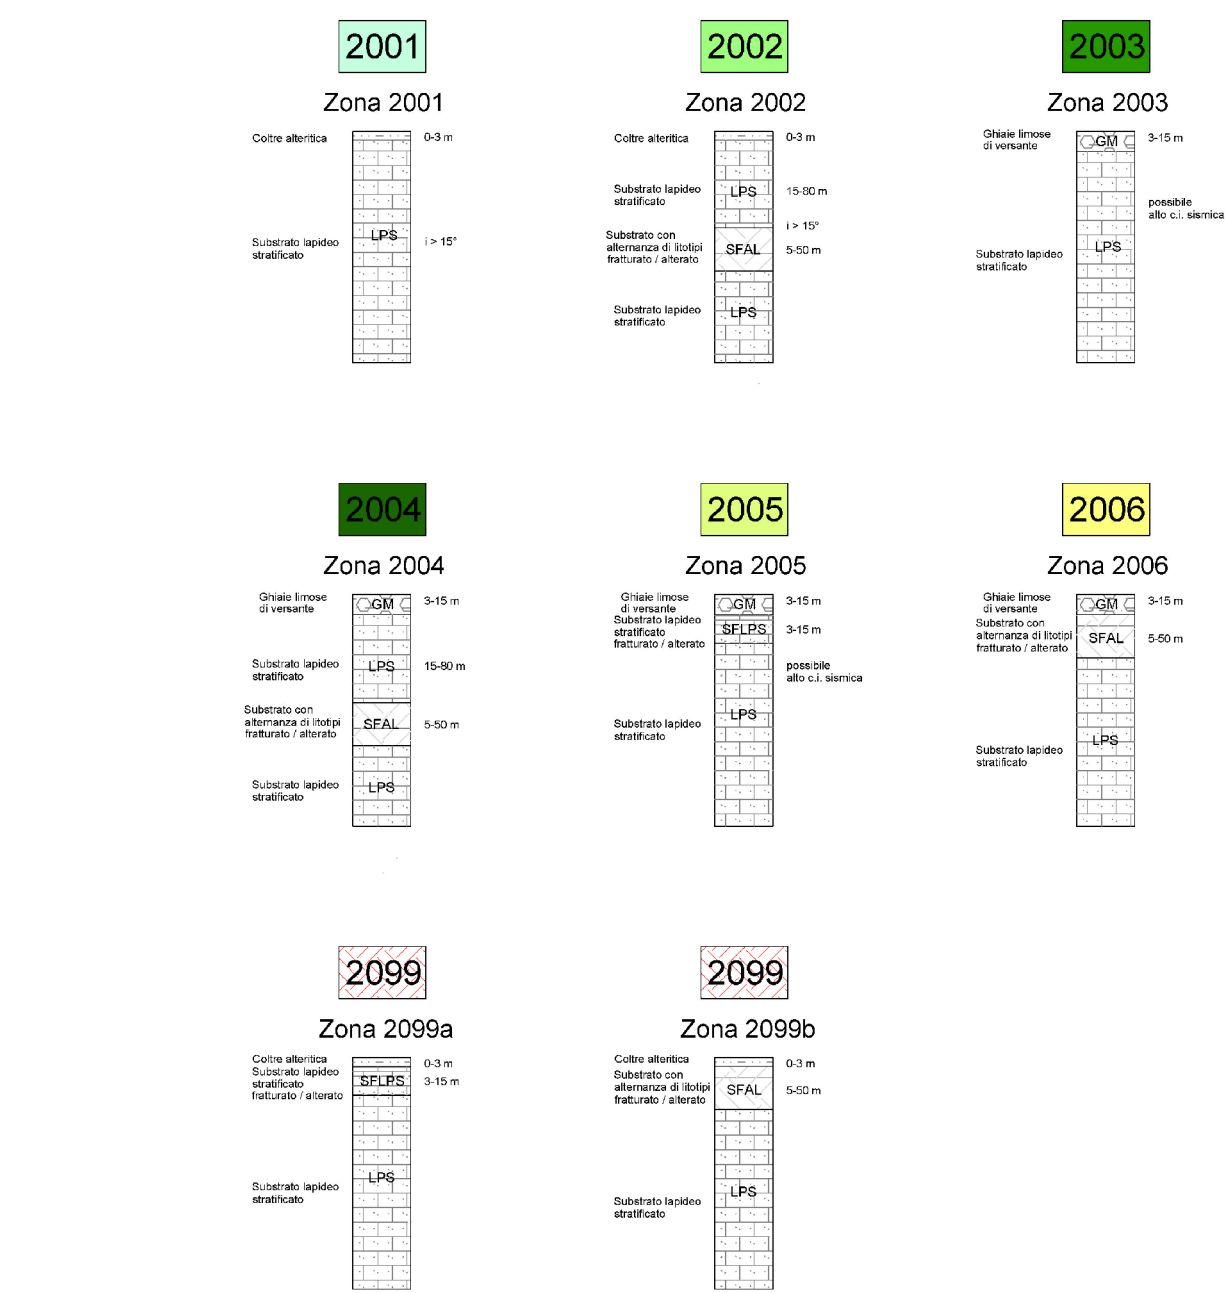 2001
Zona 2001
Coltre alteritica
0-3 m
Substrato lapideo
stratificato
LPS
i > 15°
2002
Zona 2002
Coltre alteritica
0-3 m
Substrato lapideo
stratificato
LPS
15-80 m
i > 15°
Substrato con
alternanza di litotipi
fratturato / alterato
SFAL
5-50 m
Substrato lapideo
stratificato
LPS
2003
Zona 2003
Ghiaie limose
di versante
GM
3-15 m
possibile
alto c.i. sismica
Substrato lapideo
stratificato
LPS
2004
Zona 2004
Ghiaie limose
di versante
GM
3-15 m
Substrato lapideo
stratificato
LPS
15-80 m
Substrato con
alternanza di litotipi
fratturato / alterato
SFAL
5-50 m
Substrato lapideo
stratificato
LPS
2005
Zona 2005
Ghiaie limose
di versante
GM
3-15 m
Substrato lapideo
stratificato
fratturato / alterato
SFLPS
3-15 m
possibile
alto c.i. sismica
Substrato lapideo
stratificato
LPS
2006
Zona 2006
Ghiaie limose
di versante
GM
3-15 m
Substrato con
alternanza di litotipi
fratturato / alterato
SFAL
5-50 m
Substrato lapideo
stratificato
LPS
2099
Zona 2099a
Coltre alteritica
0-3 m
Substrato lapideo
stratificato
fratturato / alterato
SFLPS
3-15 m
Substrato lapideo
stratificato
LPS
2099
Zona 2099b
Coltre alteritica
0-3 m
Substrato con
alternanza di litotipi
fratturato / alterato
SFAL
5-50 m
Substrato lapideo
stratificato
LPS